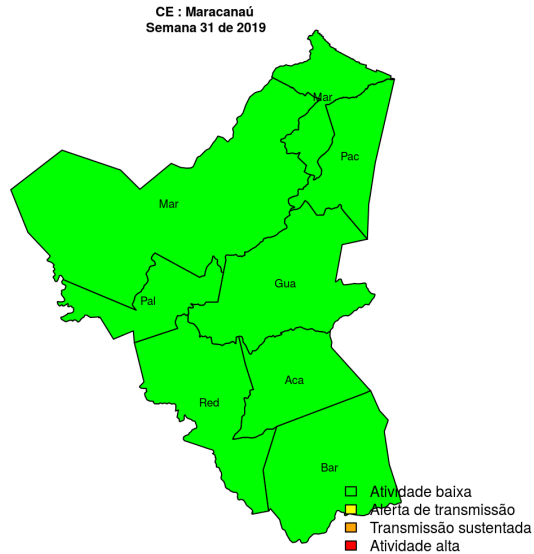 CE : Maracanaú
Semana 31 de 2019
Mar
Pac
Mar
Gua
Pal
Aca
Red
Bar
Atividade baixa
Alerta de transmissão
Transmissão sustentada
Atividade alta